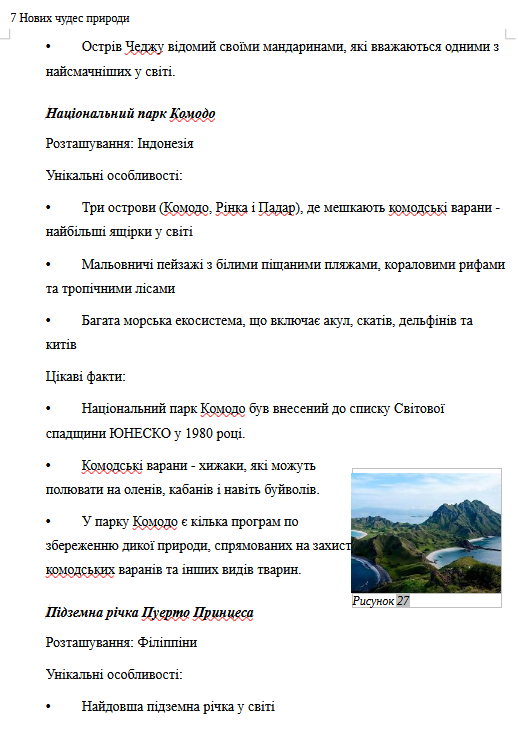 7 Нових чудес природи
• Острів Чеджу відомий своїми мандаринами, які вважаються одними з
найсмачніших у світі.
Національний парк Комодо
Розташування: Індонезія
Унікальні особливості:
• Три острови (Комодо, Рінка і Падар), де мешкають комодські варани -
найбільші ящірки у світі
• Мальовничі пейзажі з білими піщаними пляжами, кораловими рифами
та тропічними лісами
• Багата морська екосистема, що включає акул, скатів, дельфінів та
китів
Цікаві факти:
• Національний парк Комодо був внесений до списку Світової
спадщини ЮНЕСКО у 1980 році.
• Комодські варани - хижаки, які можуть
полювати на оленів, кабанів і навіть буйволів.
• У парку Комодо є кілька програм по
збереженню дикої природи, спрямованих на захист
комодських варанів та інших видів тварин.
Рисунок 27
Підземна річка Пуерто Принцеса
Розташування: Філіппіни
Унікальні особливості:
• Найдовша підземна річка у світі